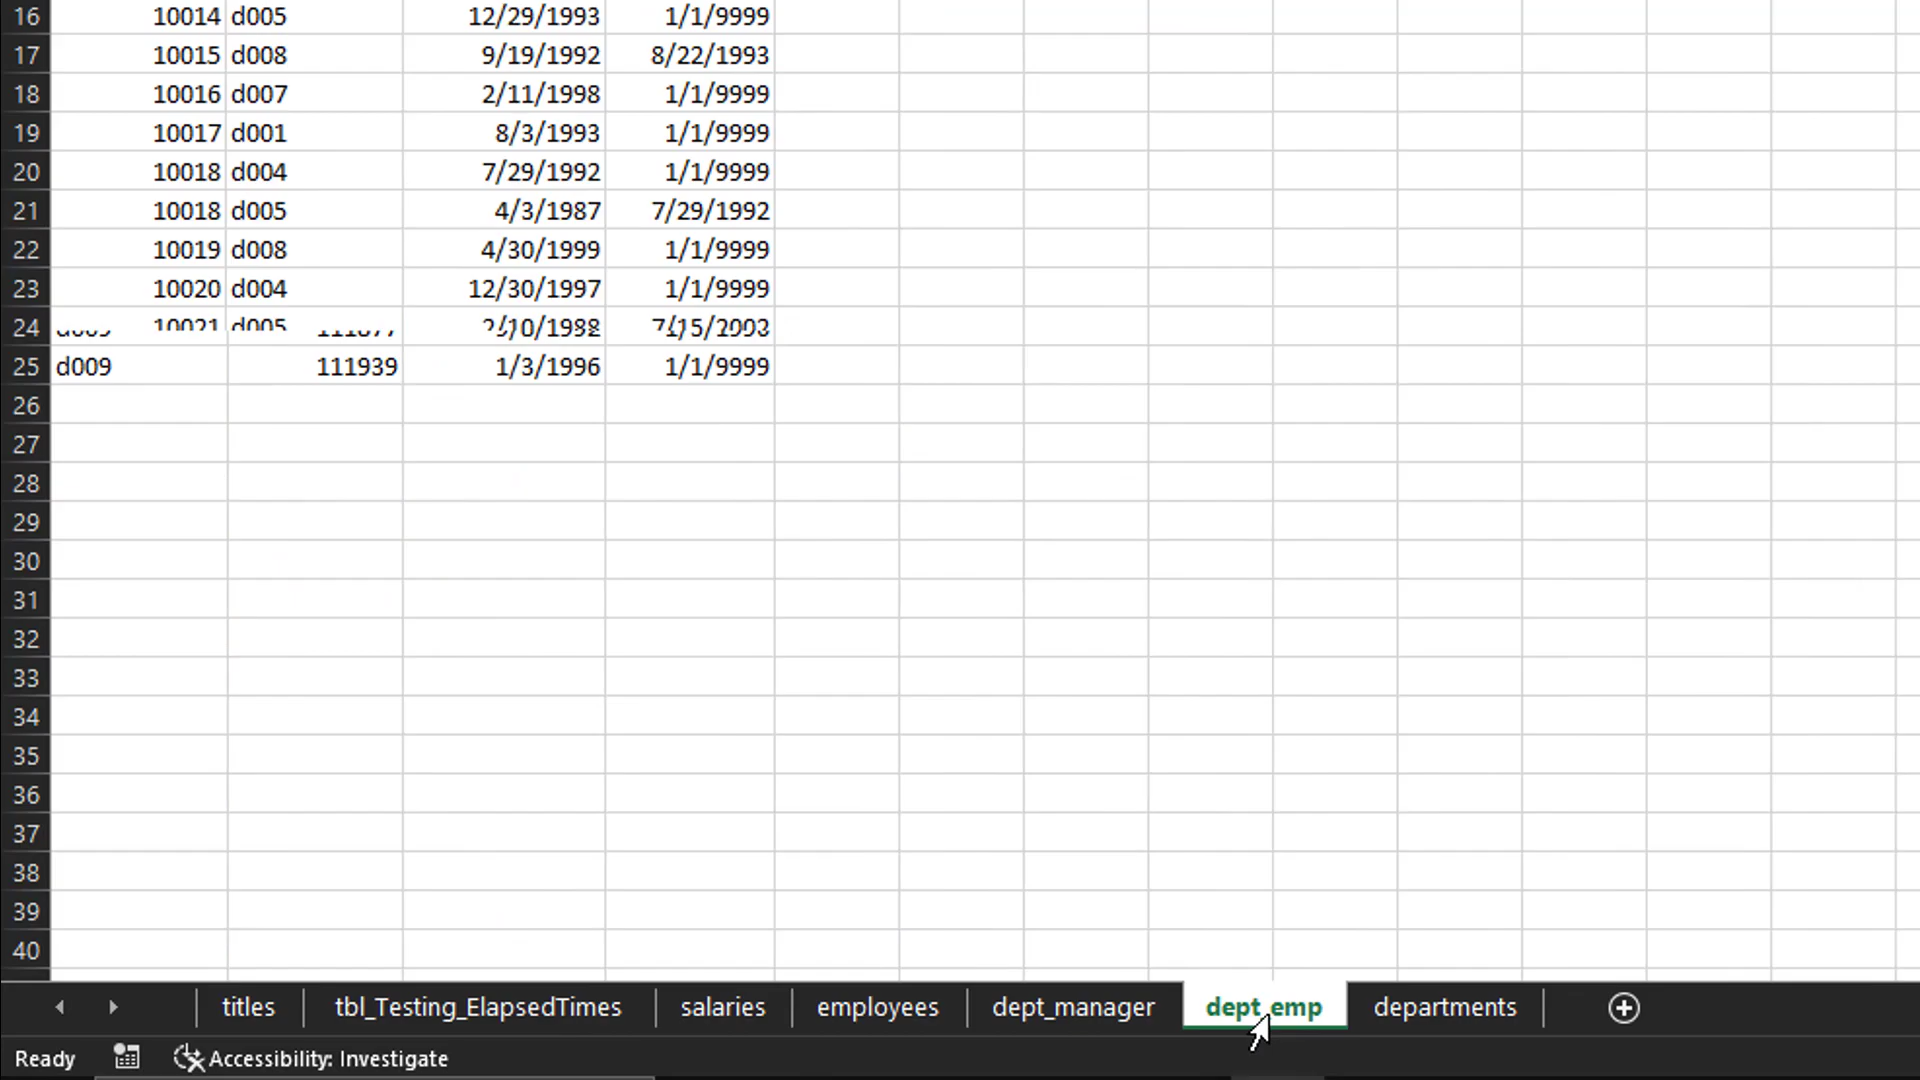 16 10014 d005 12/29/1993 1/1/9999
17 10015 d008 9/19/1992 8/22/1993
18 10016 d007 2/11/1998 1/1/9999
19 10017 d001 8/3/1993 1/1/9999
20 10018 d004 7/29/1992 1/1/9999
21 10018 d005 4/3/1987 7/29/1992
22 10019 d008 4/30/1999 1/1/9999
23 10020 d004 12/30/1997 1/1/9999
24 10021 d005
25 d009 111939 1/3/1996 1/1/9999
26
27
28
29
30
31
32
33
34
35
36
37
38
39
40
titles tbl_Testing_ElapsedTimes salaries employees dept_manager dept_emp departments
Ready Accessibility: Investigate